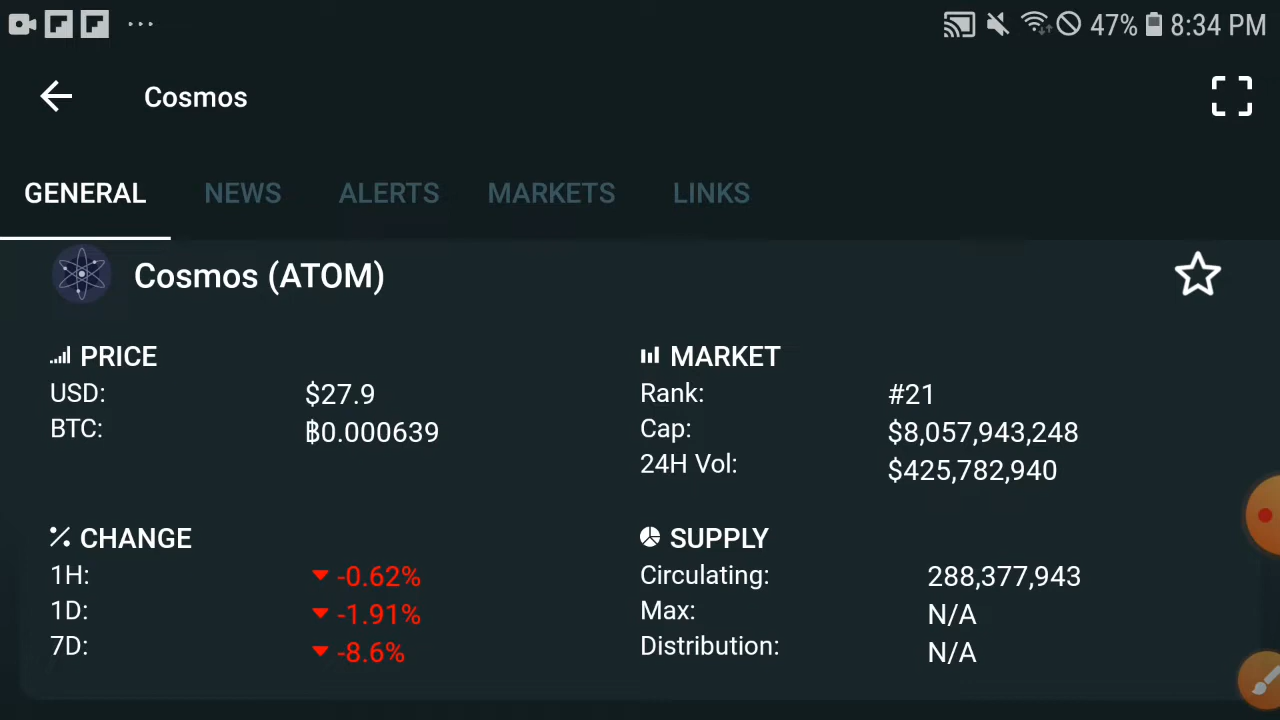 47% 8:34 PM
Cosmos
GENERAL NEWS ALERTS MARKETS LINKS
Cosmos (ATOM)
PRICE
USD: $27.9
BTC: ฿0.000639
MARKET
Rank: #21
Cap: $8,057,943,248
24H Vol: $425,782,940
CHANGE
1H: -0.62%
1D: -1.91%
7D: -8.6%
SUPPLY
Circulating: 288,377,943
Max: N/A
Distribution: N/A